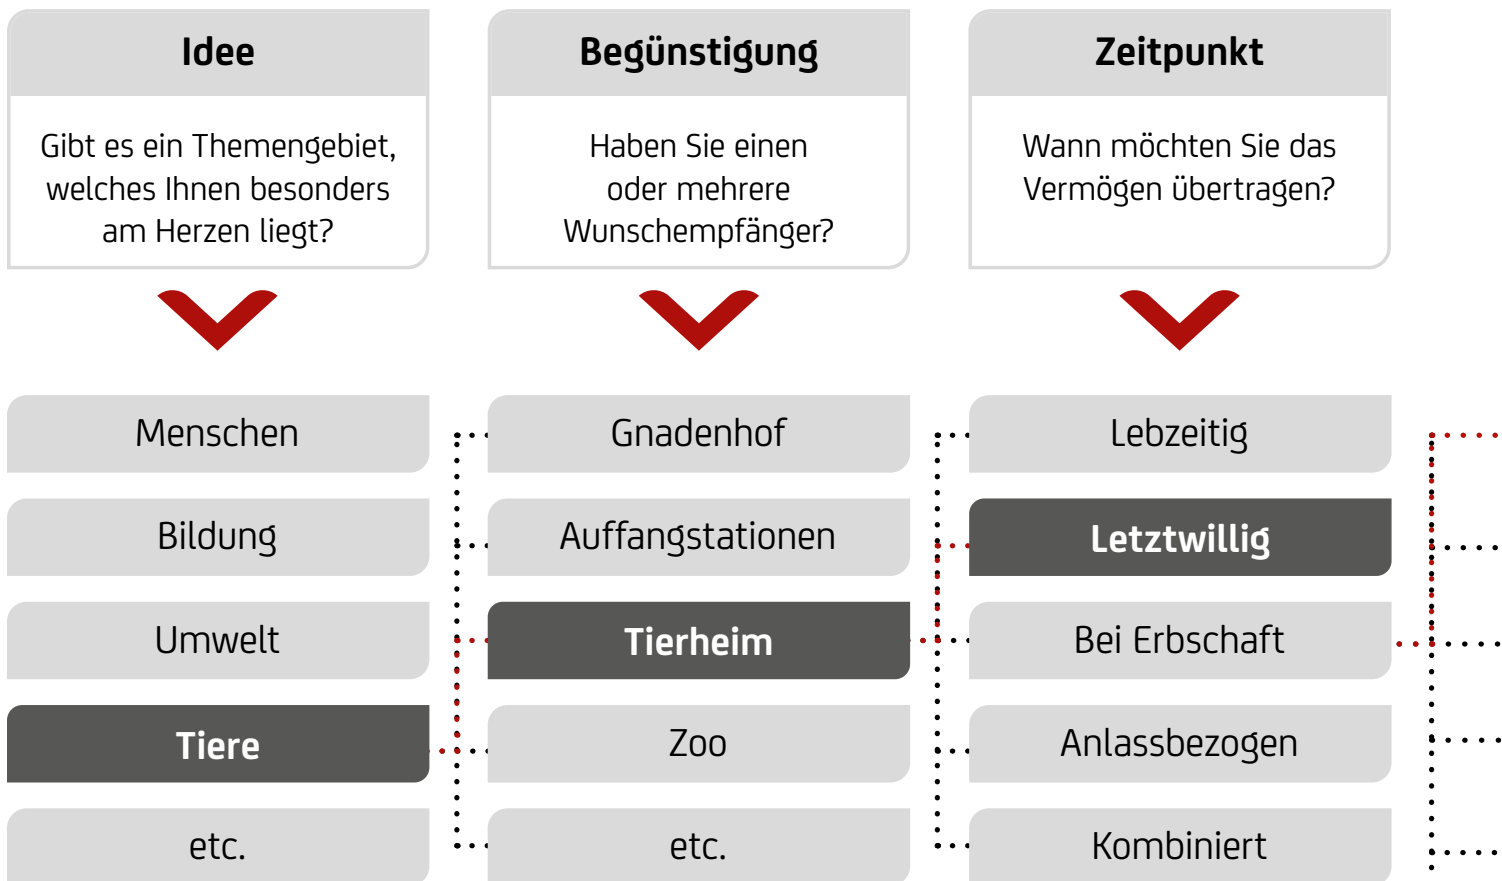 Idee
Gibt es ein Themengebiet,
welches Ihnen besonders
am Herzen liegt?
Menschen
Bildung
Umwelt
Tiere
etc.
Begünstigung
Haben Sie einen
oder mehrere
Wunschempfänger?
Gnadenhof
Auffangstationen
Tierheim
Zoo
etc.
Zeitpunkt
Wann möchten Sie das
Vermögen übertragen?
Lebzeitig
Letztwillig
Bei Erbschaft
Anlassbezogen
Kombiniert